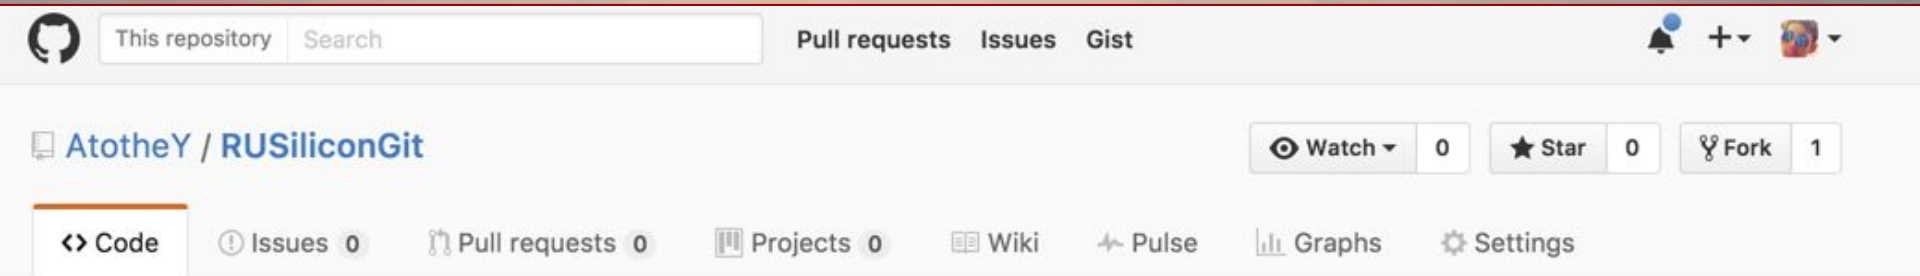 This repository Search Pull requests Issues Gist
AtotheY / RUSiliconGit Watch 0 Star 0 Fork 1
Code Issues 0 Pull requests 0 Projects 0 Wiki Pulse Graphs Settings